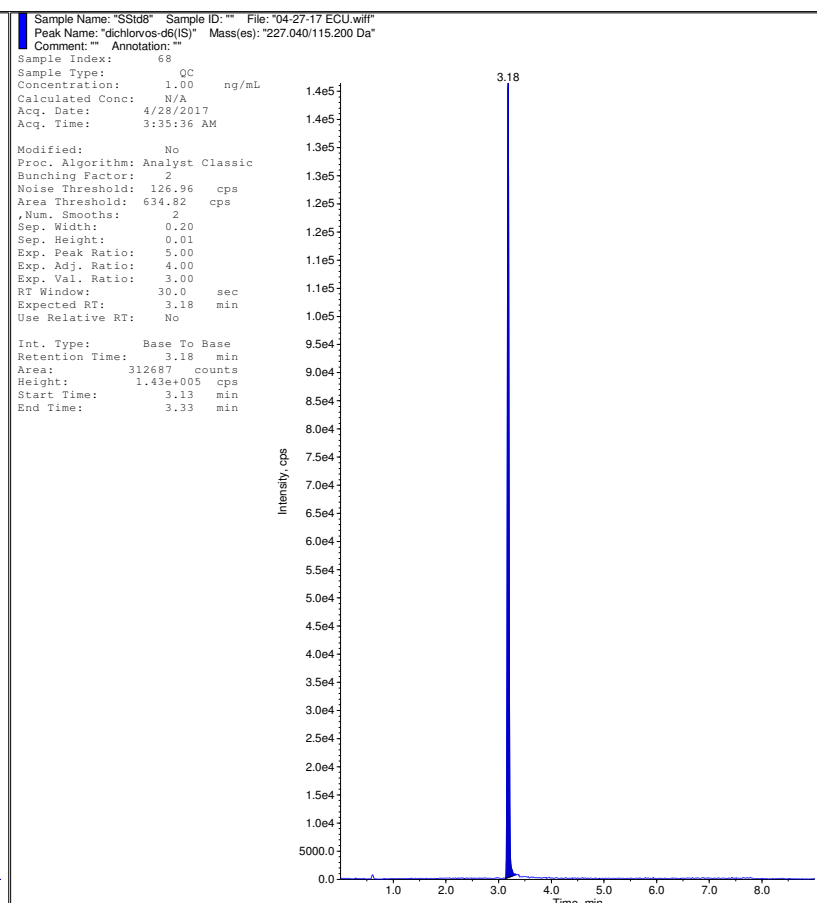 Sample Name: "SStd8" Sample ID: "" File: "04-27-17 ECU.wiff"
Peak Name: "dichlorvos-d6(IS)" Mass(es): "227.040/115.200 Da"
Comment: "" Annotation: ""
Sample Index: 68
Sample Type: QC
Concentration: 1.00 ng/mL
Calculated Conc: N/A
Acq. Date: 4/28/2017
Acq. Time: 3:35:36 AM
Modified: No
Proc. Algorithm: Analyst Classic
Bunching Factor: 2
Noise Threshold: 126.96 cps
Area Threshold: 634.82 cps
,Num. Smooths: 2
Sep. Width: 0.20
Sep. Height: 0.01
Exp. Peak Ratio: 5.00
Exp. Adj. Ratio: 4.00
Exp. Val. Ratio: 3.00
RT Window: 30.0 sec
Expected RT: 3.18 min
Use Relative RT: No
Int. Type: Base To Base
Retention Time: 3.18 min
Area: 312687 counts
Height: 1.43e+005 cps
Start Time: 3.13 min
End Time: 3.33 min
3.18
1.4e5
1.4e5
1.3e5
1.3e5
1.2e5
1.2e5
1.1e5
1.1e5
1.0e5
9.5e4
9.0e4
8.5e4
8.0e4
7.5e4
7.0e4
6.5e4
6.0e4
5.5e4
5.0e4
4.5e4
4.0e4
3.5e4
3.0e4
2.5e4
2.0e4
1.5e4
1.0e4
5000.0
0.0
Intensity, cps
1.0 2.0 3.0 4.0 5.0 6.0 7.0 8.0
Time, min